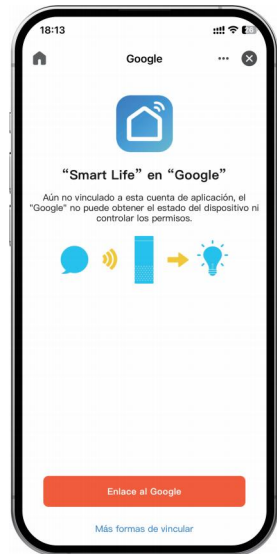 18:13
Google
“Smart Life” en “Google”
Aún no vinculado a esta cuenta de aplicación, el
"Google" no puede obtener el estado del dispositivo ni
controlar los permisos.
Enlace al Google
Más formas de vincular